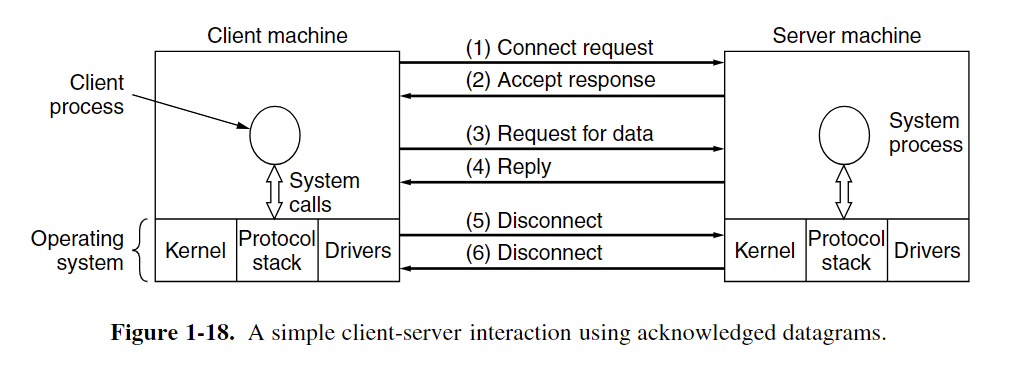 Client machine
Server machine
(1) Connect request
(2) Accept response
Client
process
(3) Request for data
(4) Reply
System
process
System
calls
(5) Disconnect
(6) Disconnect
Operating
system
Kernel
Protocol
stack
Drivers
Kernel
Protocol
stack
Drivers
Figure 1-18. A simple client-server interaction using acknowledged datagrams.